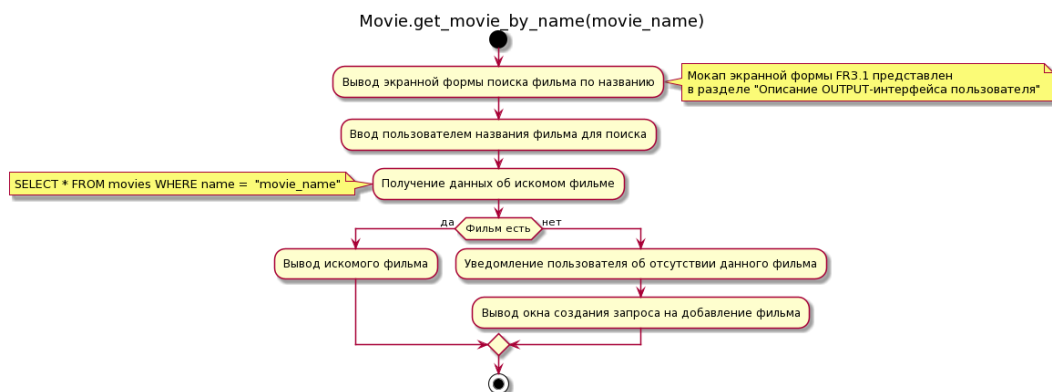 Movie.get_movie_by_name(movie_name)
Вывод экранной формы поиска фильма по названию
Мокап экранной формы FR3.1 представлен
в разделе "Описание OUTPUT-интерфейса пользователя"
Ввод пользователем названия фильма для поиска
SELECT * FROM movies WHERE name = "movie_name"
Получение данных об искомом фильме
да
Фильм есть
нет
Вывод искомого фильма
Уведомление пользователя об отсутствии данного фильма
Вывод окна создания запроса на добавление фильма